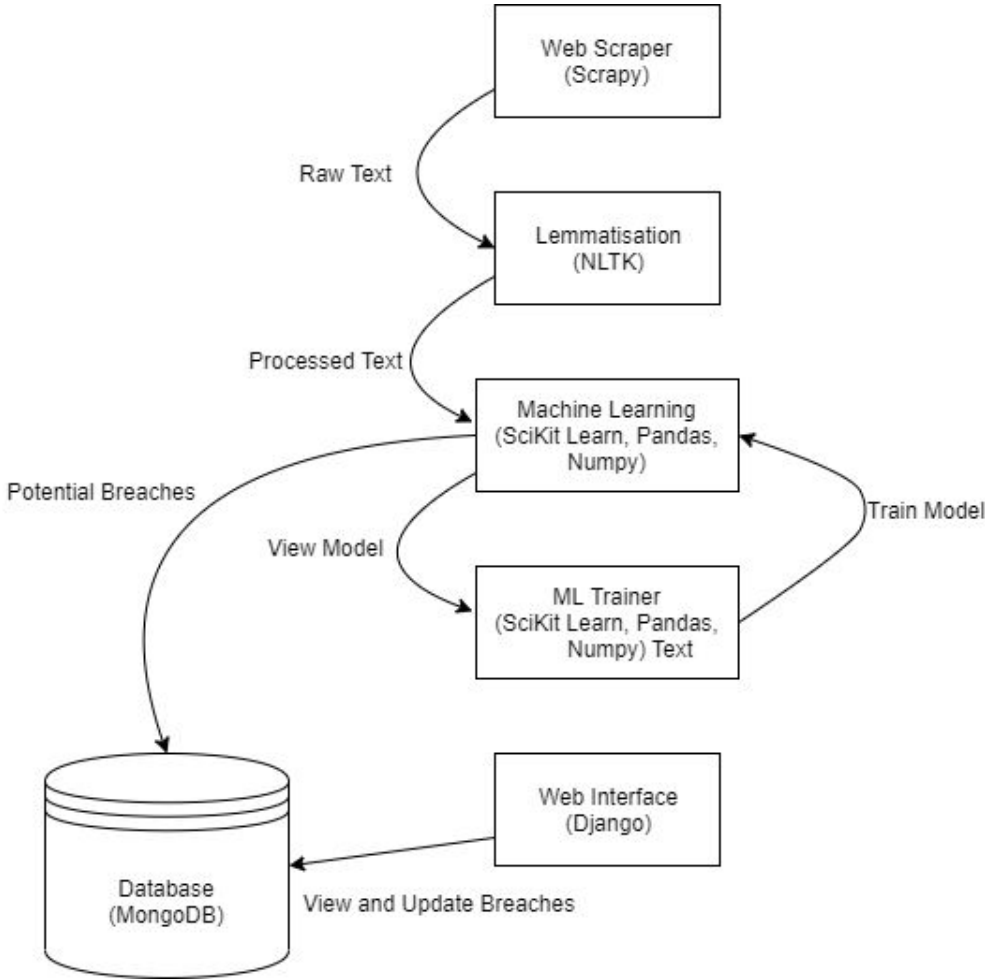 Web Scraper
(Scrapy)
Raw Text
Lemmatisation
(NLTK)
Processed Text
Machine Learning
(SciKit Learn, Pandas,
Numpy)
Potential Breaches
View Model
Train Model
ML Trainer
(SciKit Learn, Pandas,
Numpy) Text
Web Interface
(Django)
Database
(MongoDB)
View and Update Breaches